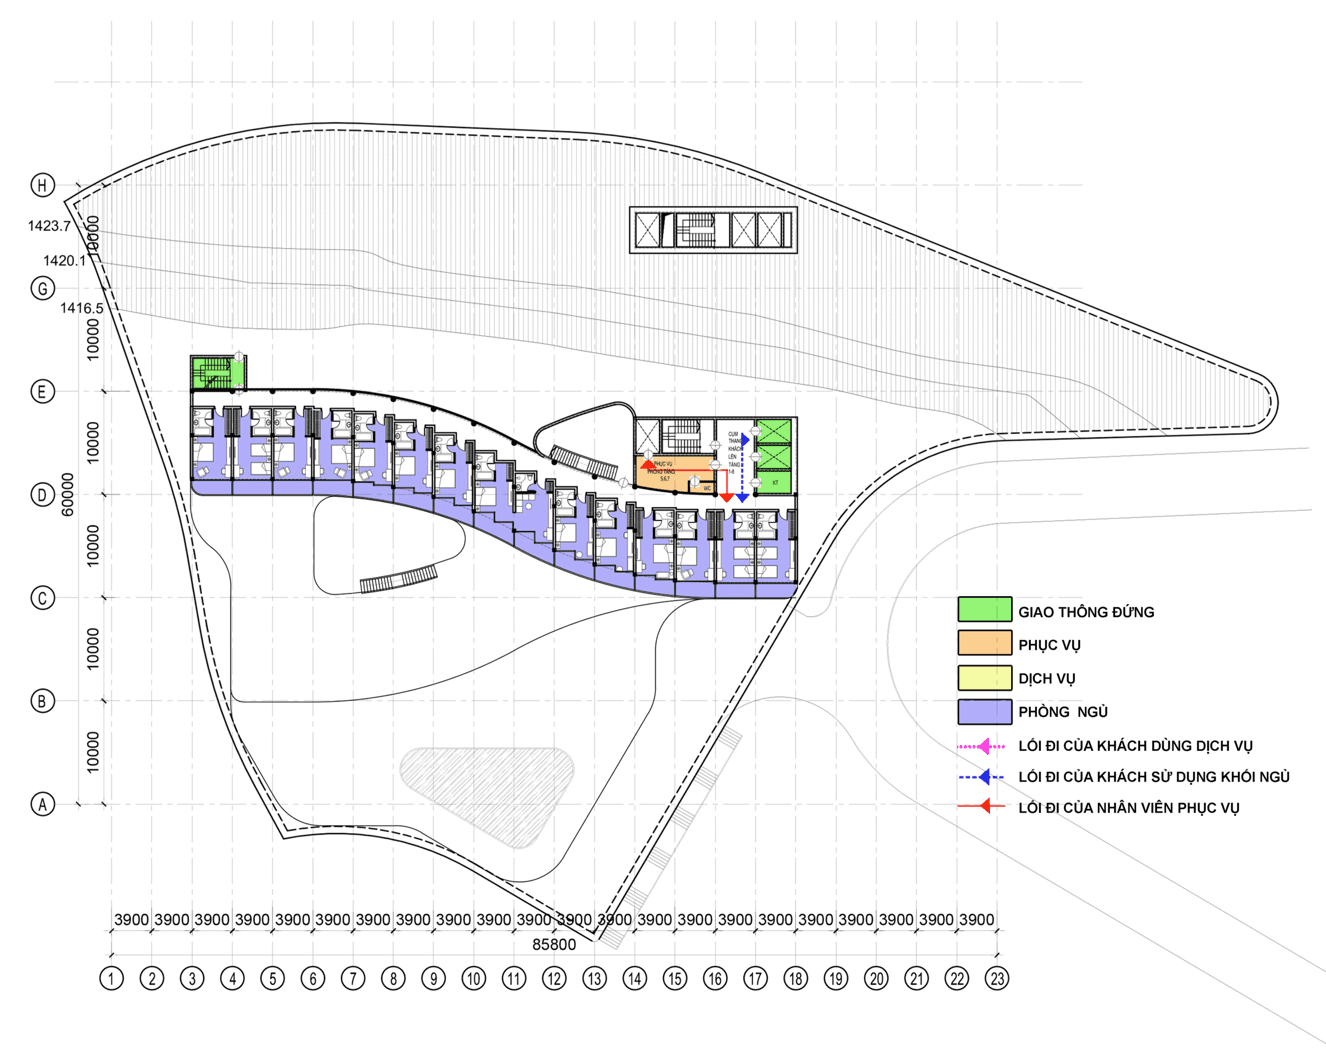 H
1423.7
10000
1420.1
G
1416.5
10000
E
10000
D
60000
10000
C
10000
B
10000
A
CỤM
THANG
KHÁCH
LÊN
TẦNG
1-8
PHỤC VỤ
PHÒNG TẦNG
5,6,7
WC
KT
GIAO THÔNG ĐỨNG
PHỤC VỤ
DỊCH VỤ
PHÒNG NGỦ
LỐI ĐI CỦA KHÁCH DÙNG DỊCH VỤ
LỐI ĐI CỦA KHÁCH SỬ DỤNG KHỐI NGỦ
LỐI ĐI CỦA NHÂN VIÊN PHỤC VỤ
3900 3900 3900 3900 3900 3900 3900 3900 3900 3900 3900 3900 3900 3900 3900 3900 3900 3900 3900 3900 3900 3900
85800
1 2 3 4 5 6 7 8 9 10 11 12 13 14 15 16 17 18 19 20 21 22 23